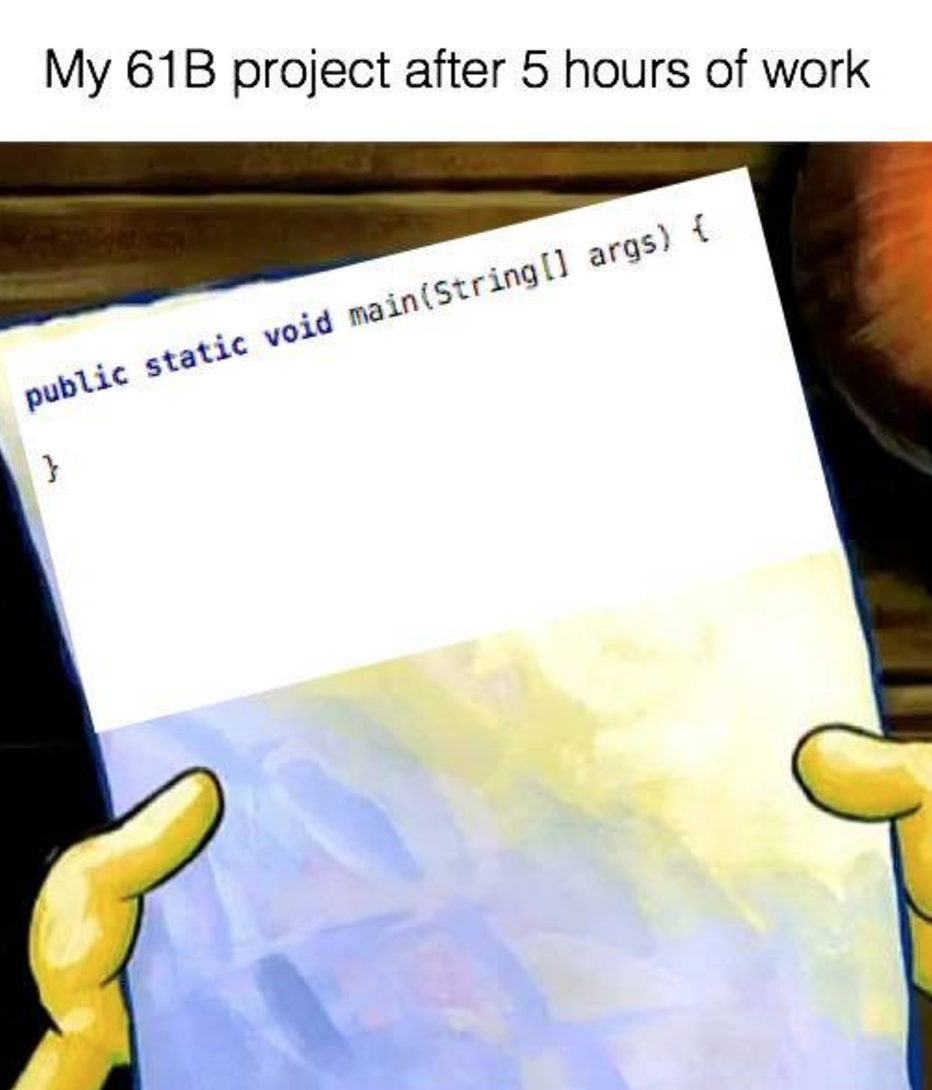 My 61B project after 5 hours of work
public static void main(String[] args) {
}